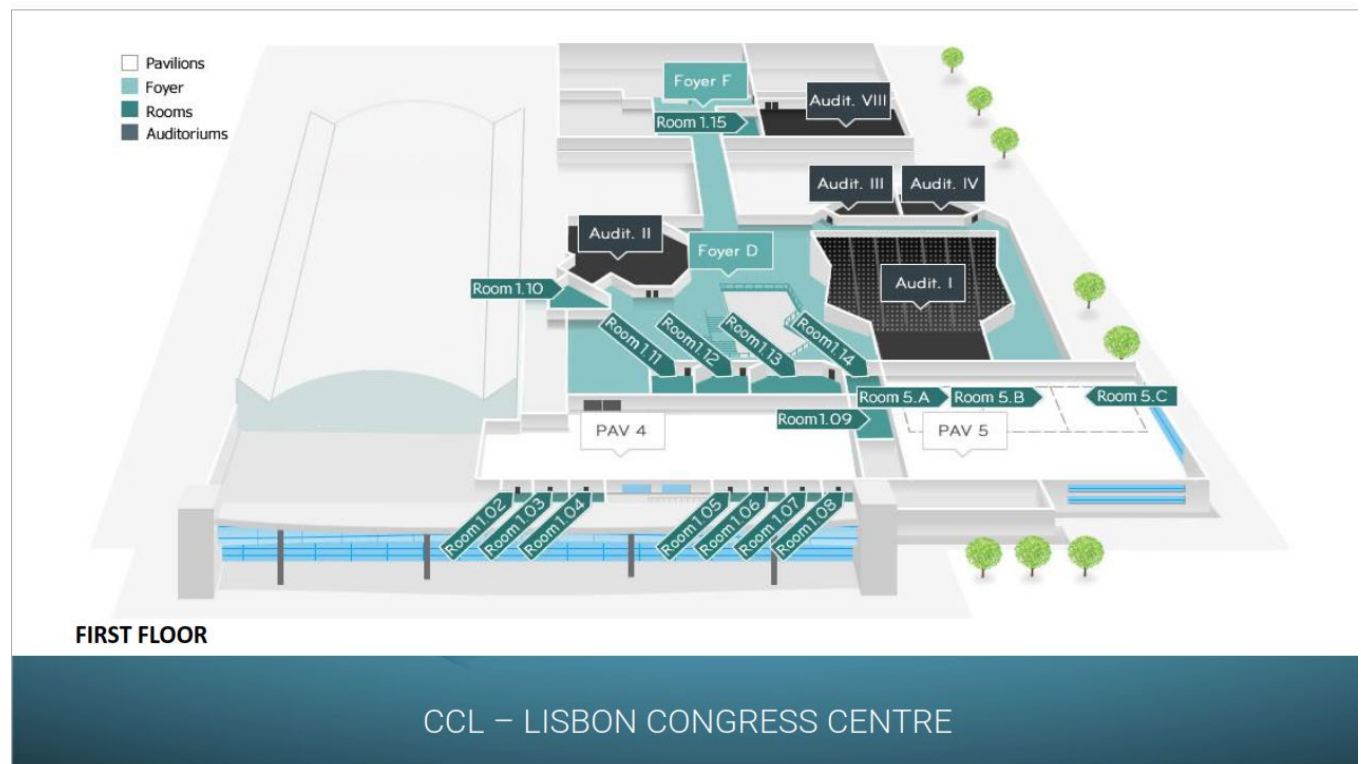 Pavilions
Foyer
Rooms
Auditoriums
Foyer F
Audit. VIII
Room 1.15
Audit. III
Audit. IV
Audit. II
Foyer D
Audit. I
Room 1.10
Room 1.11
Room 1.12
Room 1.13
Room 1.14
Room 5.A
Room 5.B
Room 5.C
Room 1.09
PAV 4
PAV 5
Room 1.02
Room 1.03
Room 1.04
Room 1.05
Room 1.06
Room 1.07
Room 1.08
FIRST FLOOR
CCL – LISBON CONGRESS CENTRE